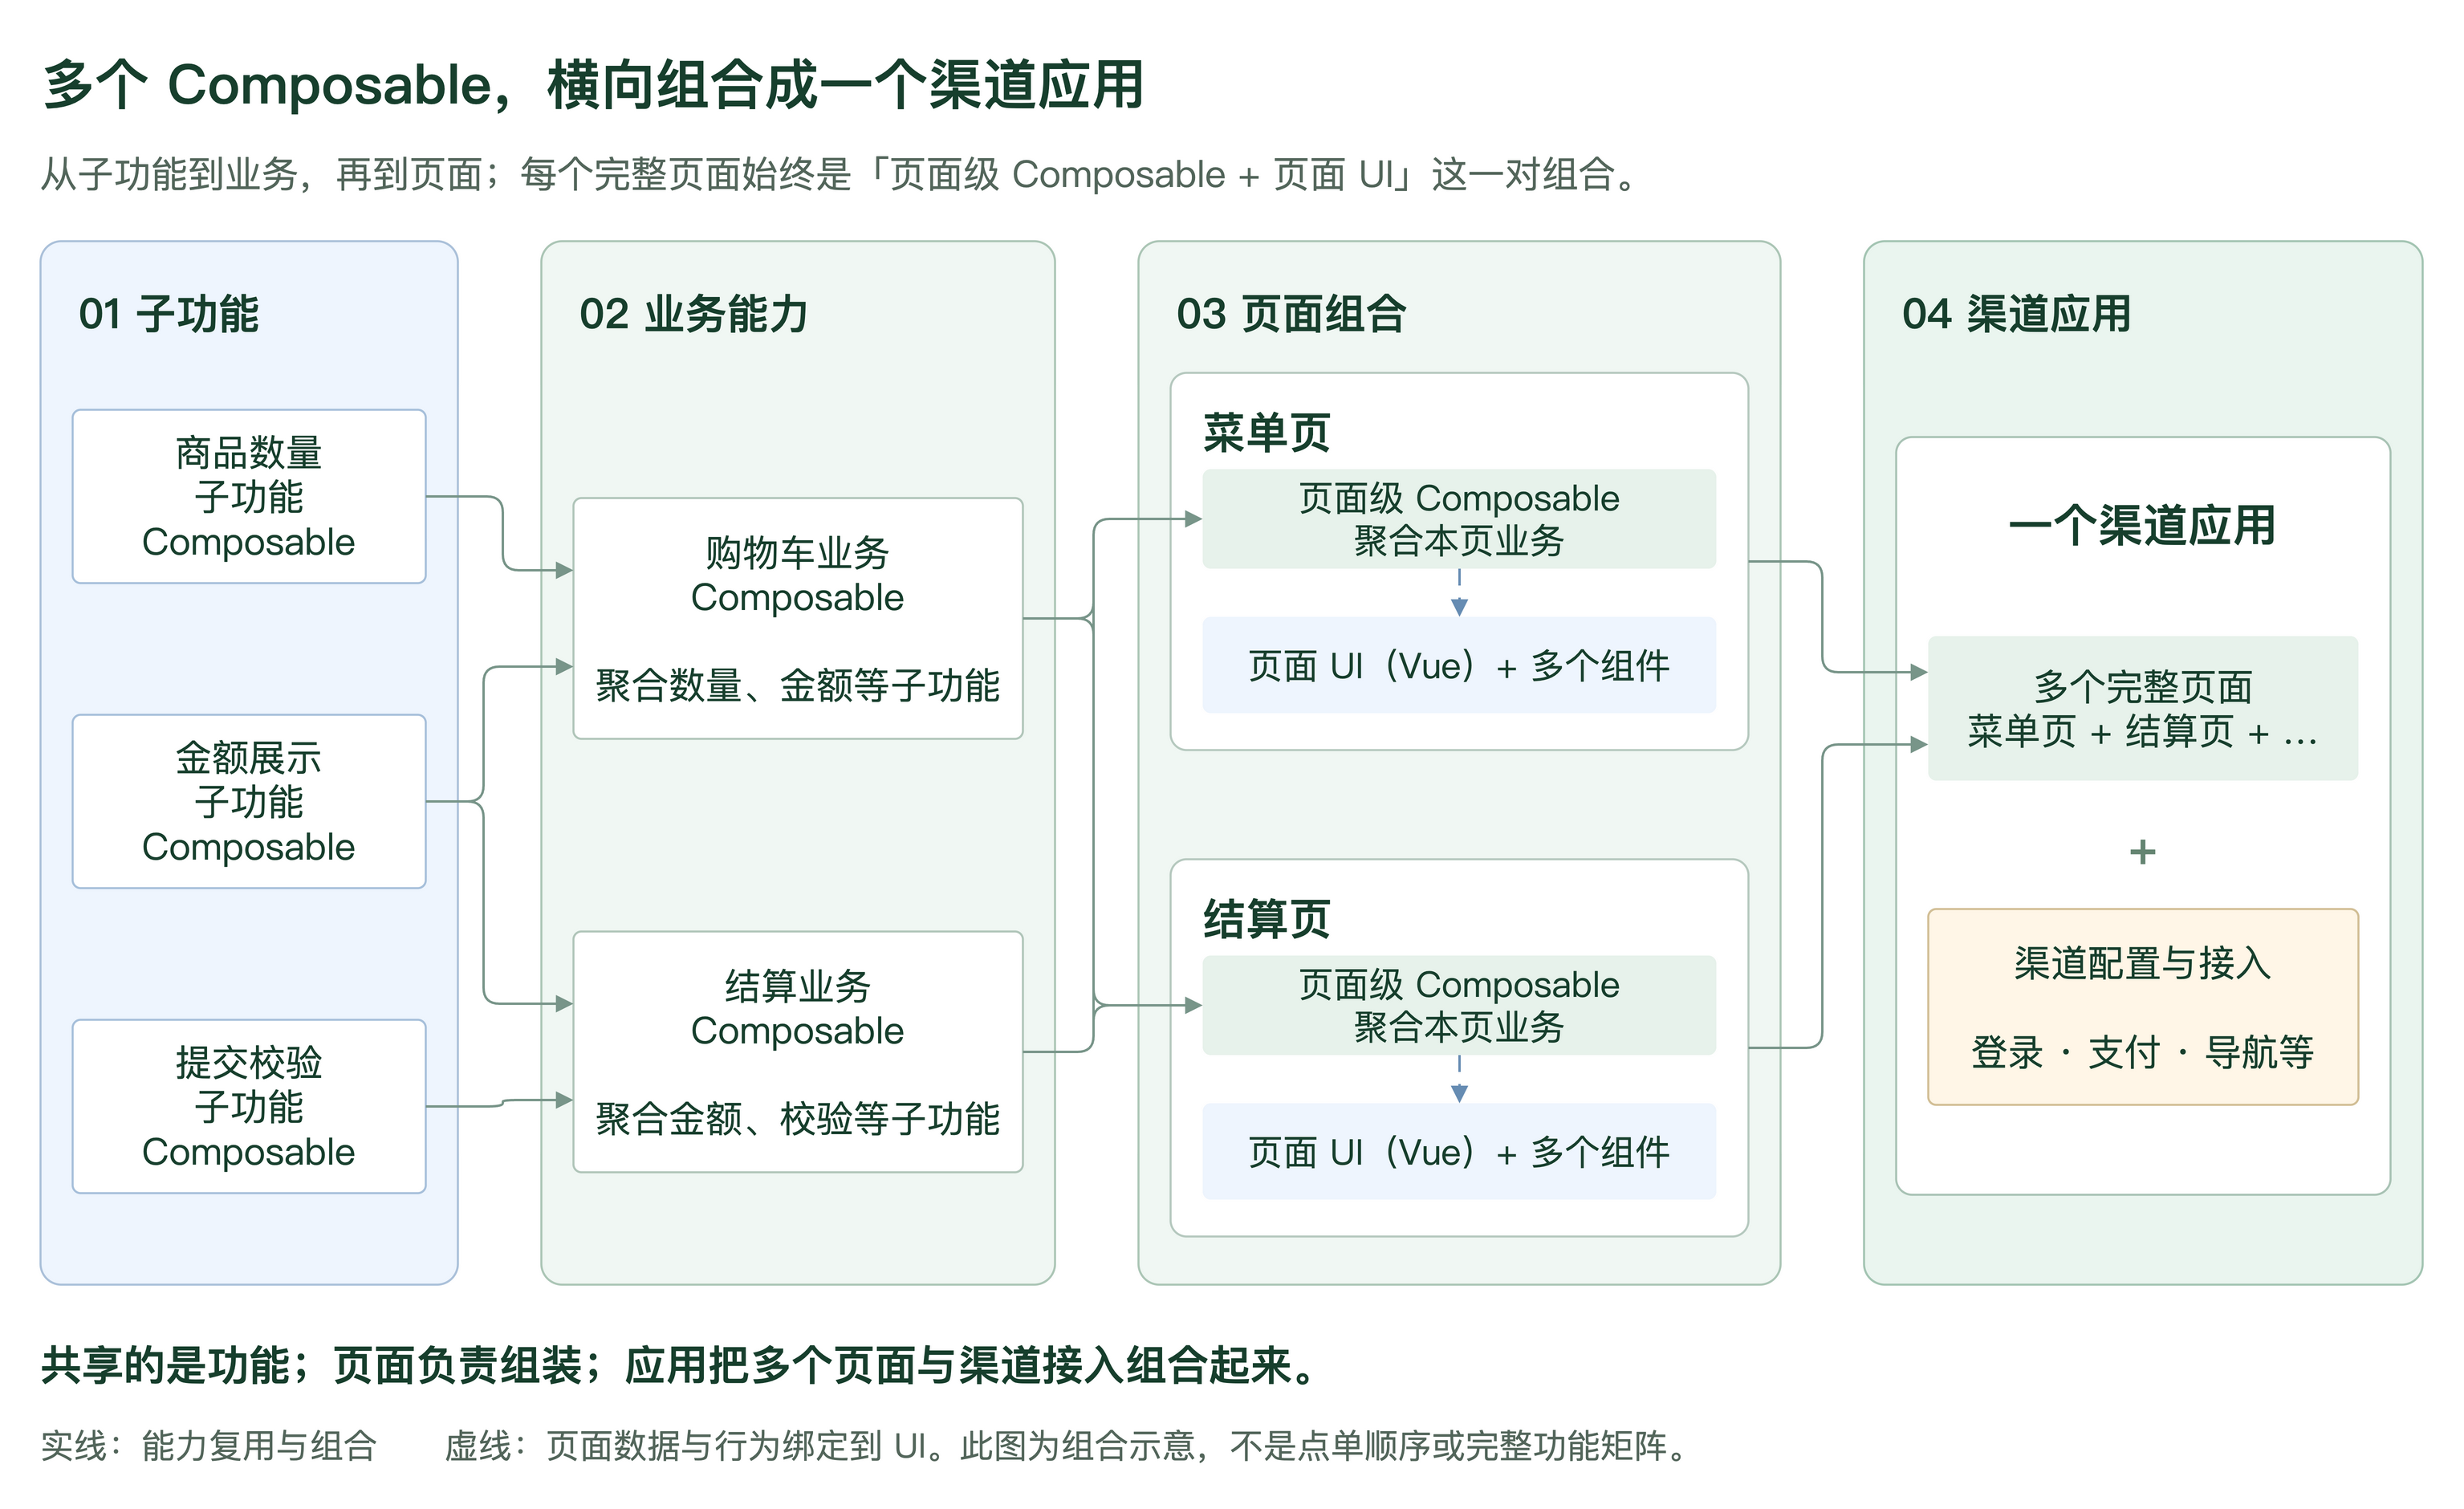 多个 Composable，横向组合成一个渠道应用
从子功能到业务，再到页面；每个完整页面始终是「页面级 Composable + 页面 UI」这一对组合。
01 子功能
商品数量
子功能
Composable
金额展示
子功能
Composable
提交校验
子功能
Composable
02 业务能力
购物车业务
Composable
聚合数量、金额等子功能
结算业务
Composable
聚合金额、校验等子功能
03 页面组合
菜单页
页面级 Composable
聚合本页业务
页面 UI（Vue）+ 多个组件
结算页
页面级 Composable
聚合本页业务
页面 UI（Vue）+ 多个组件
04 渠道应用
一个渠道应用
多个完整页面
菜单页 + 结算页 + …
+
渠道配置与接入
登录 · 支付 · 导航等
共享的是功能；页面负责组装；应用把多个页面与渠道接入组合起来。
实线：能力复用与组合　　虚线：页面数据与行为绑定到 UI。此图为组合示意，不是点单顺序或完整功能矩阵。